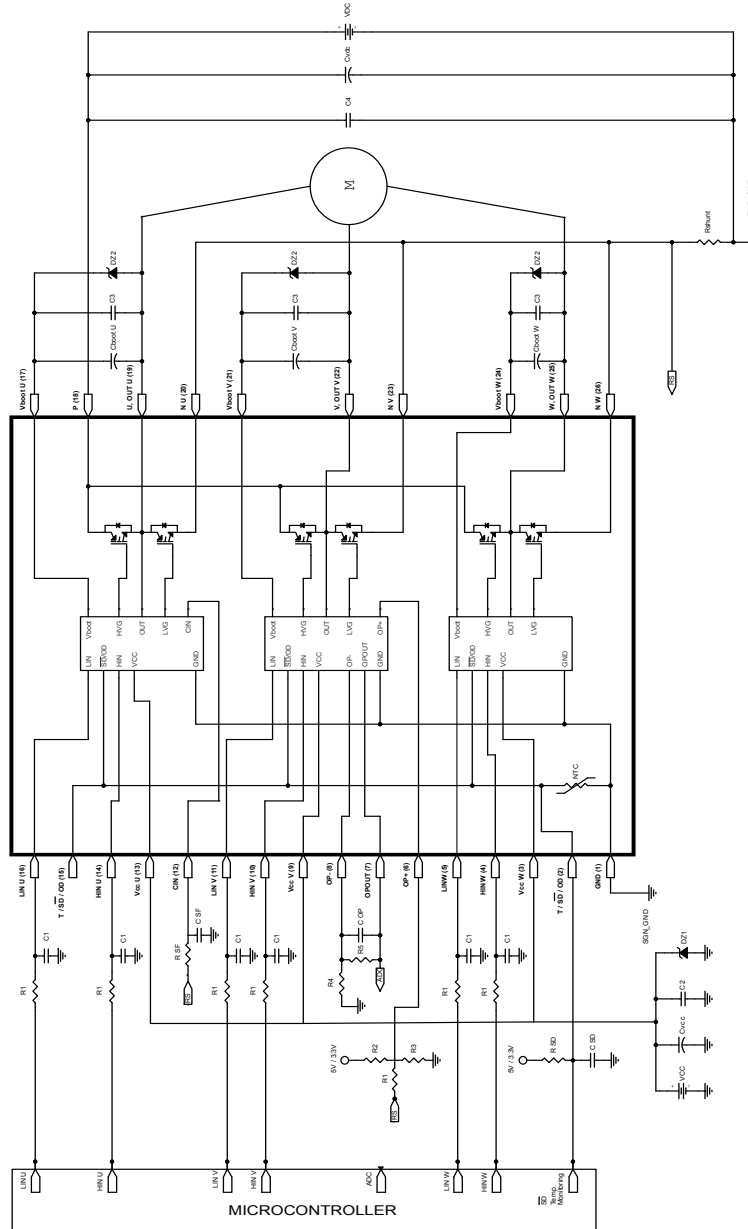 VDC
Cvdc
C4
M
Rshunt
RS
DZ2
C3
Cboot U
DZ2
C3
Cboot V
DZ2
C3
Cboot W
Vboot U (17)
P (18)
U, OUT U (19)
N U (20)
Vboot V (21)
V, OUT V (22)
N V (23)
Vboot W (24)
W, OUT W (25)
N W (26)
Vboot
HVG
OUT
LVG
CIN
LIN
SD/OD
HIN
VCC
GND
Vboot
HVG
OUT
LVG
OP+
LIN
SD/OD
HIN
VCC
OP-
OPOUT
GND
Vboot
HVG
OUT
LVG
LIN
SD/OD
HIN
VCC
GND
NTC
LIN U (16)
T / SD / OD (15)
HIN U (14)
Vcc U (13)
CIN (12)
LIN V (11)
HIN V (10)
Vcc V (9)
OP- (8)
OPOUT (7)
OP+ (6)
LINW (5)
HIN W (4)
Vcc W (3)
T / SD / OD (2)
GND (1)
SGN_GND
C1
R1
C1
R1
C SF
R SF
RS
C1
R1
C1
R1
C OP
R5
R4
ADC
5V / 3.3V
R2
R3
R1
RS
C1
R1
C1
R1
5V / 3.3V
R SD
C SD
DZ1
C 2
Cvcc
VCC
LIN U
HIN U
LIN V
HIN V
ADC
LIN W
HIN W
SD
Temp.
Monitoring
MICROCONTROLLER